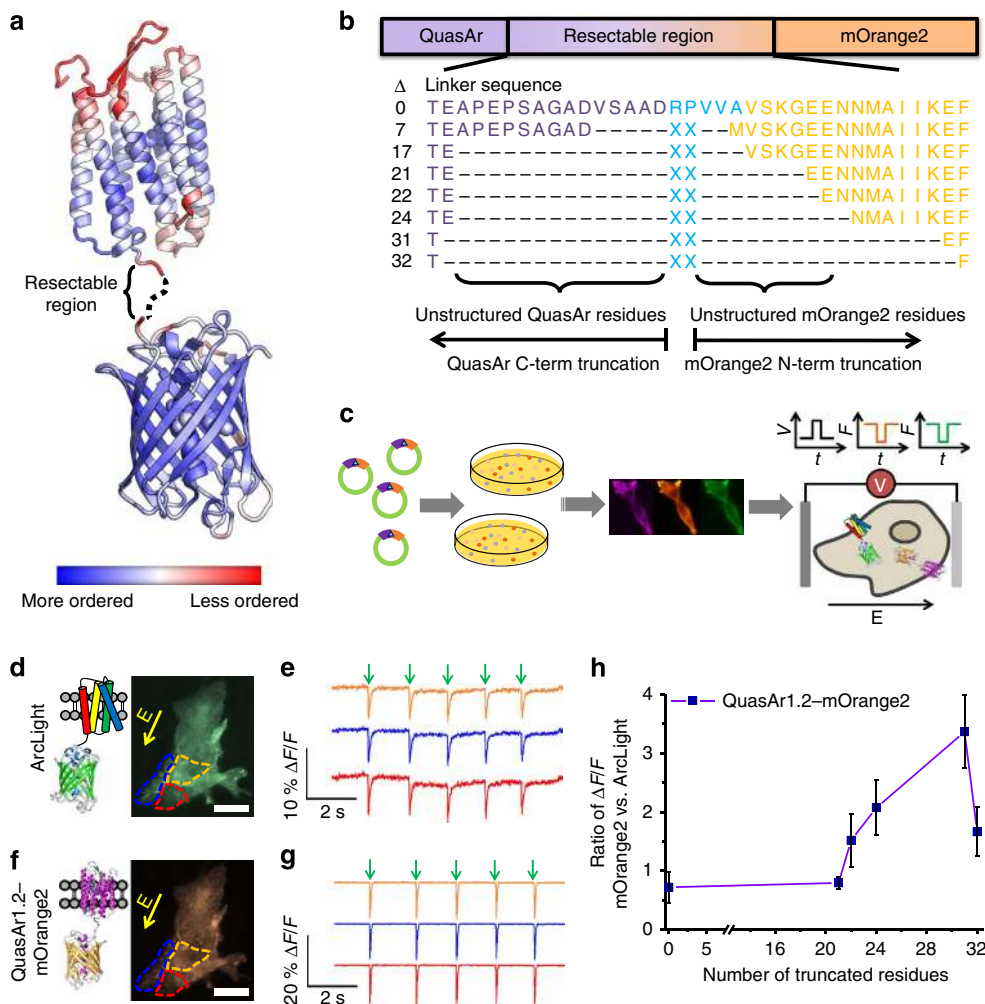 a
Resectable
region
More ordered
Less ordered
b
QuasAr
Resectable region
mOrange2
Δ Linker sequence
0 TEAPEPSAGADVSAADRPVVAVSKGEENNMAIIKEF
7 TEAPEPSAGAD–––––XX––MVSKGEENNMAIIKEF
17 TE––––––––––––––XX–––VSKGEENNMAIIKEF
21 TE––––––––––––––XX–––––––EENNMAIIKEF
22 TE––––––––––––––XX––––––––ENNMAIIKEF
24 TE––––––––––––––XX––––––––––NMAIIKEF
31 T–––––––––––––––XX––––––––––––––––EF
32 T–––––––––––––––XX–––––––––––––––––F
Unstructured QuasAr residues
Unstructured mOrange2 residues
QuasAr C-term truncation
mOrange2 N-term truncation
c
V
t
F
t
F
t
V
E
d
ArcLight
E
e
10 % ΔF/F
2 s
f
QuasAr1.2–
mOrange2
E
g
20 % ΔF/F
2 s
h
QuasAr1.2–mOrange2
Ratio of ΔF/F
mOrange2 vs. ArcLight
4
3
2
1
0
0 5 20 24 28 32
Number of truncated residues